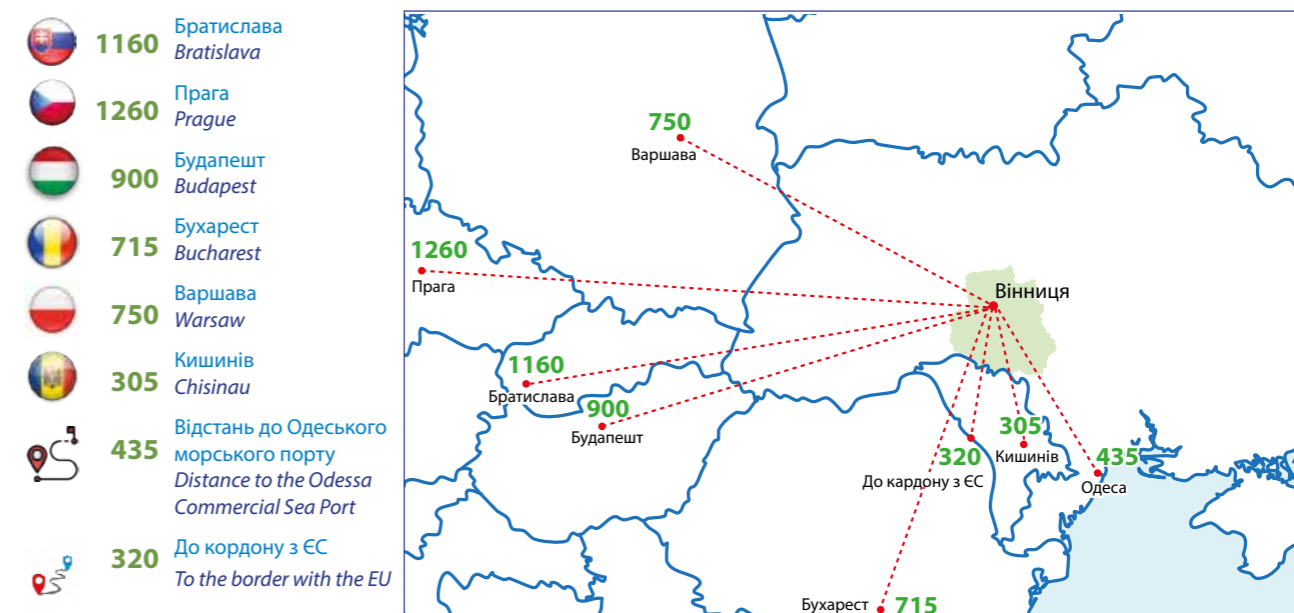 1160
Братислава
Bratislava
1260
Прага
Prague
900
Будапешт
Budapest
715
Бухарест
Bucharest
750
Варшава
Warsaw
305
Кишинів
Chisinau
435
Відстань до Одеського
морського порту
Distance to the Odessa
Commercial Sea Port
320
До кордону з ЄС
To the border with the EU
750
Варшава
1260
Прага
Вінниця
1160
Братислава
900
Будапешт
305
Кишинів
320
До кардону з ЄС
435
Одеса
Бухарест 715